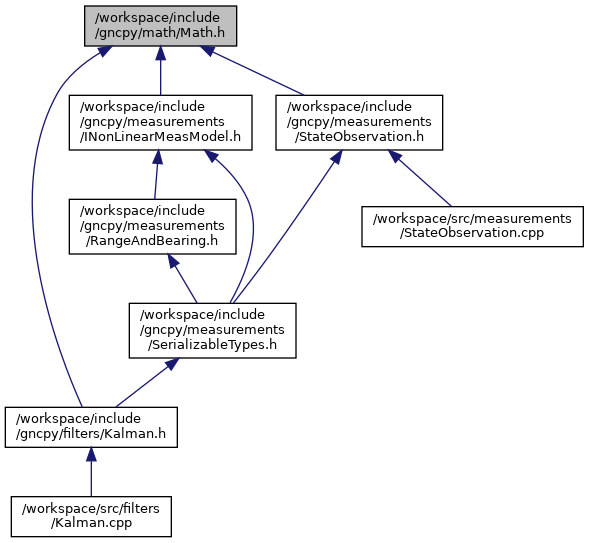 /workspace/include
/gncpy/math/Math.h
/workspace/include
/gncpy/measurements
/INonLinearMeasModel.h
/workspace/include
/gncpy/measurements
/StateObservation.h
/workspace/include
/gncpy/measurements
/RangeAndBearing.h
/workspace/src/measurements
/StateObservation.cpp
/workspace/include
/gncpy/measurements
/SerializableTypes.h
/workspace/include
/gncpy/filters/Kalman.h
/workspace/src/filters
/Kalman.cpp